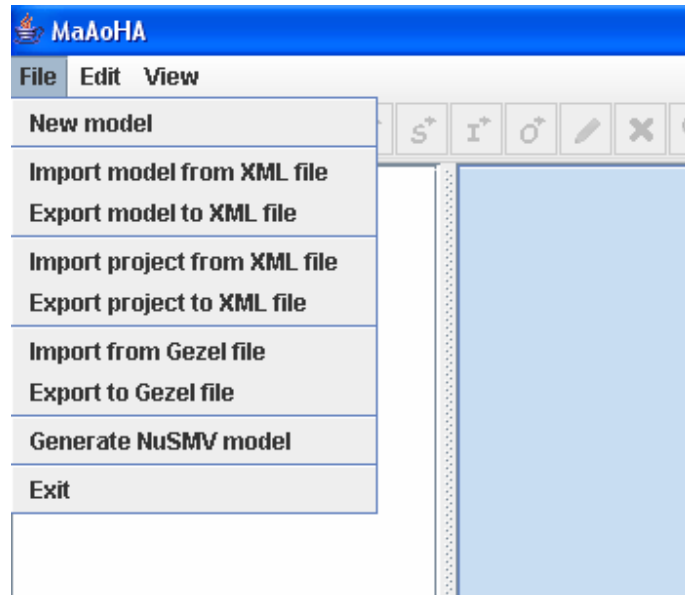 MaAoHA
File Edit View
S I O
New model
Import model from XML file
Export model to XML file
Import project from XML file
Export project to XML file
Import from Gezel file
Export to Gezel file
Generate NuSMV model
Exit